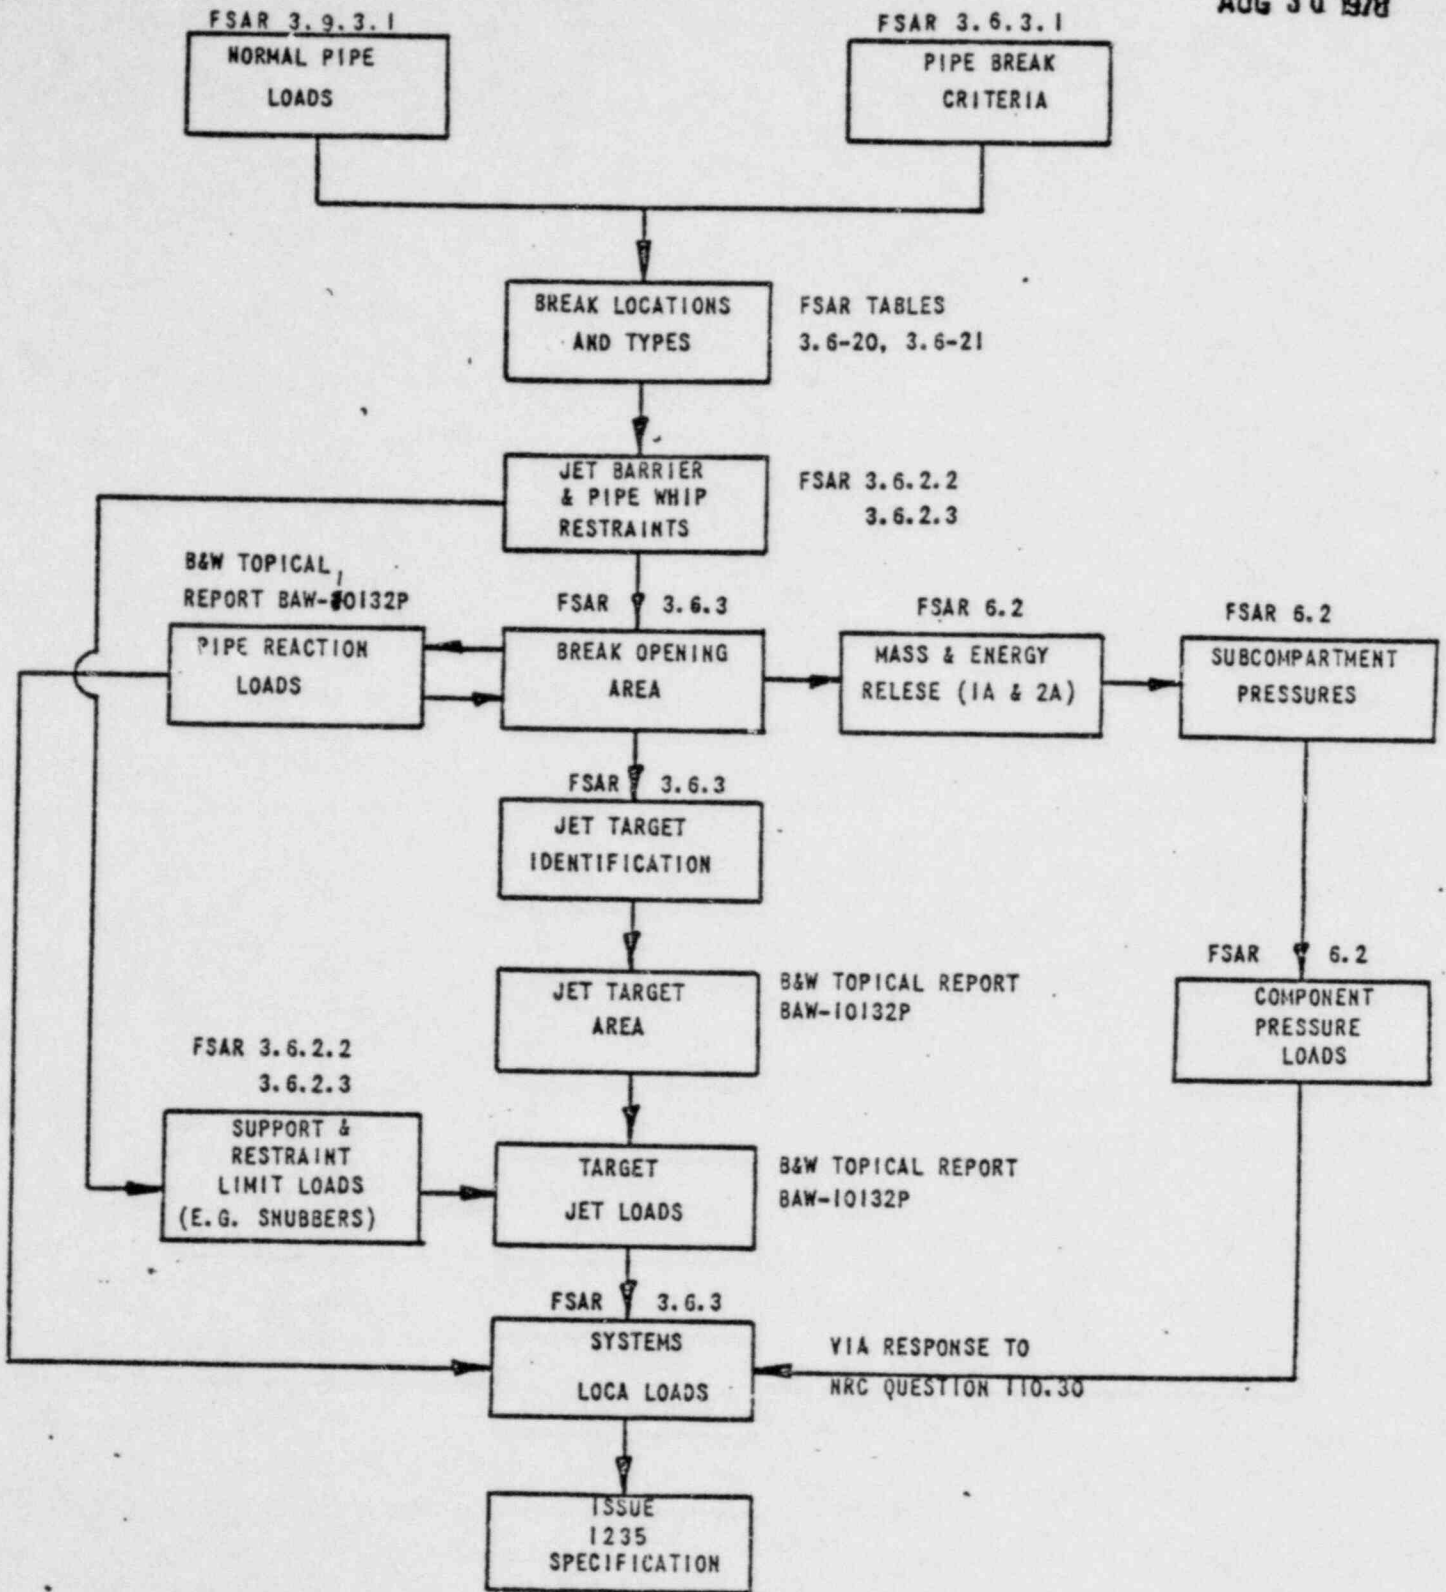 AUG 30 1978
FSAR 3.9.3.1
NORMAL PIPE
LOADS
FSAR 3.6.3.1
PIPE BREAK
CRITERIA
BREAK LOCATIONS
AND TYPES
FSAR TABLES
3.6-20, 3.6-21
JET BARRIER
& PIPE WHIP
RESTRAINTS
FSAR 3.6.2.2
3.6.2.3
B&W TOPICAL
REPORT BAW-10132P
PIPE REACTION
LOADS
FSAR 3.6.3
BREAK OPENING
AREA
FSAR 6.2
MASS & ENERGY
RELESE (1A & 2A)
FSAR 6.2
SUBCOMPARTMENT
PRESSURES
FSAR 3.6.3
JET TARGET
IDENTIFICATION
JET TARGET
AREA
B&W TOPICAL REPORT
BAW-10132P
FSAR 6.2
COMPONENT
PRESSURE
LOADS
FSAR 3.6.2.2
3.6.2.3
SUPPORT &
RESTRAINT
LIMIT LOADS
(E.G. SNUBBERS)
TARGET
JET LOADS
B&W TOPICAL REPORT
BAW-10132P
FSAR 3.6.3
SYSTEMS
LOCA LOADS
VIA RESPONSE TO
NRC QUESTION 110.30
ISSUE
1235
SPECIFICATION